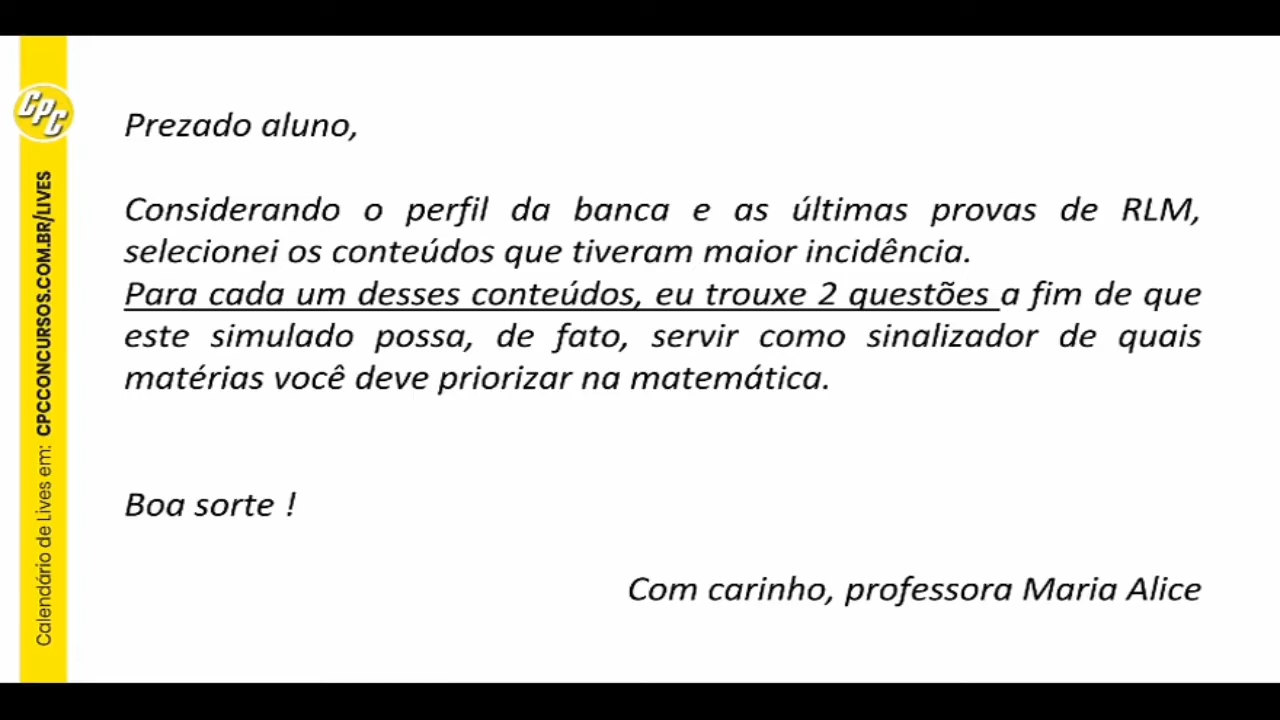 CPC
Calendário de Lives em: CPCCONCURSOS.COM.BR/LIVES
Prezado aluno,
Considerando o perfil da banca e as últimas provas de RLM,
selecionei os conteúdos que tiveram maior incidência.
Para cada um desses conteúdos, eu trouxe 2 questões a fim de que
este simulado possa, de fato, servir como sinalizador de quais
matérias você deve priorizar na matemática.
Boa sorte !
Com carinho, professora Maria Alice